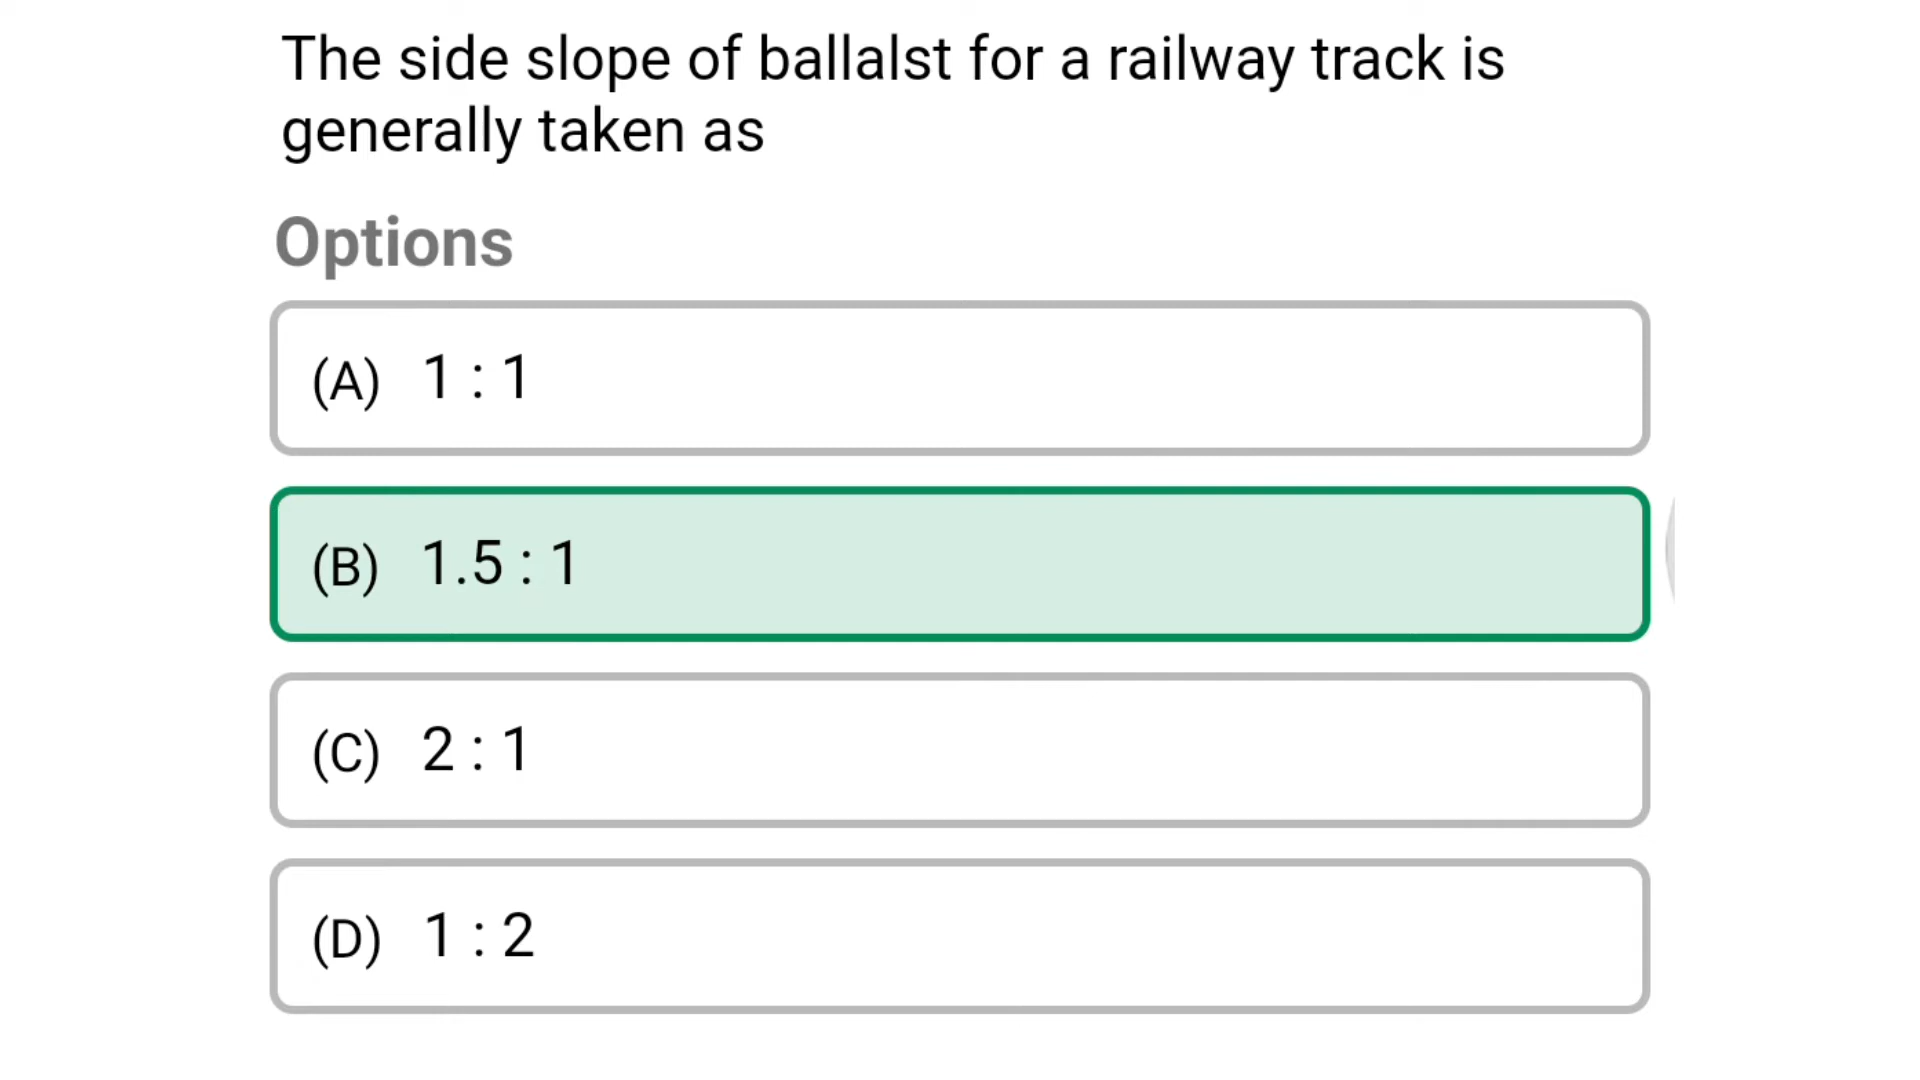 The side slope of ballalst for a railway track is
generally taken as
Options
(A) 1 : 1
(B) 1.5 : 1
(C) 2 : 1
(D) 1 : 2